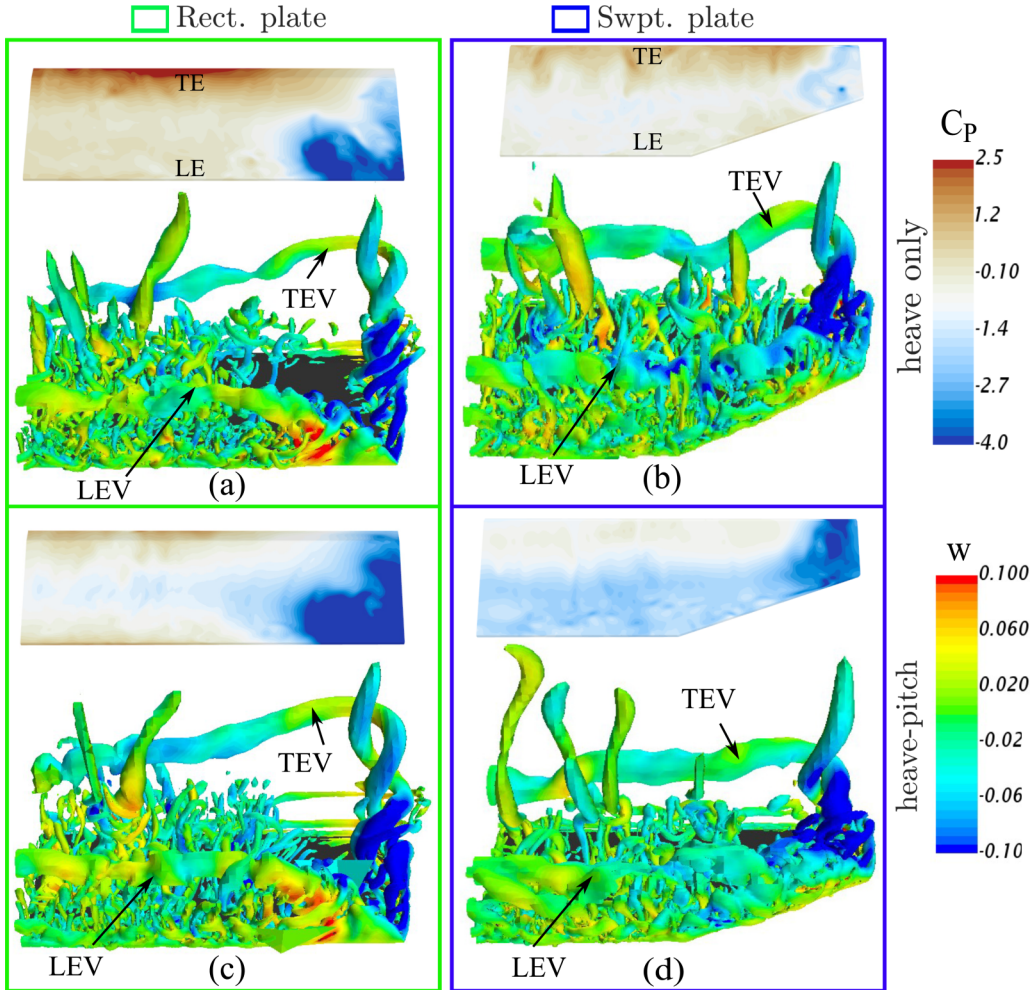 Rect. plate
Swpt. plate
TE
LE
TEV
LEV
(a)
TE
LE
TEV
LEV
(b)
C_P
2.5
1.2
-0.10
-1.4
-2.7
-4.0
heave only
TEV
LEV
(c)
TEV
LEV
(d)
w
0.100
0.060
0.020
-0.02
-0.06
-0.10
heave-pitch